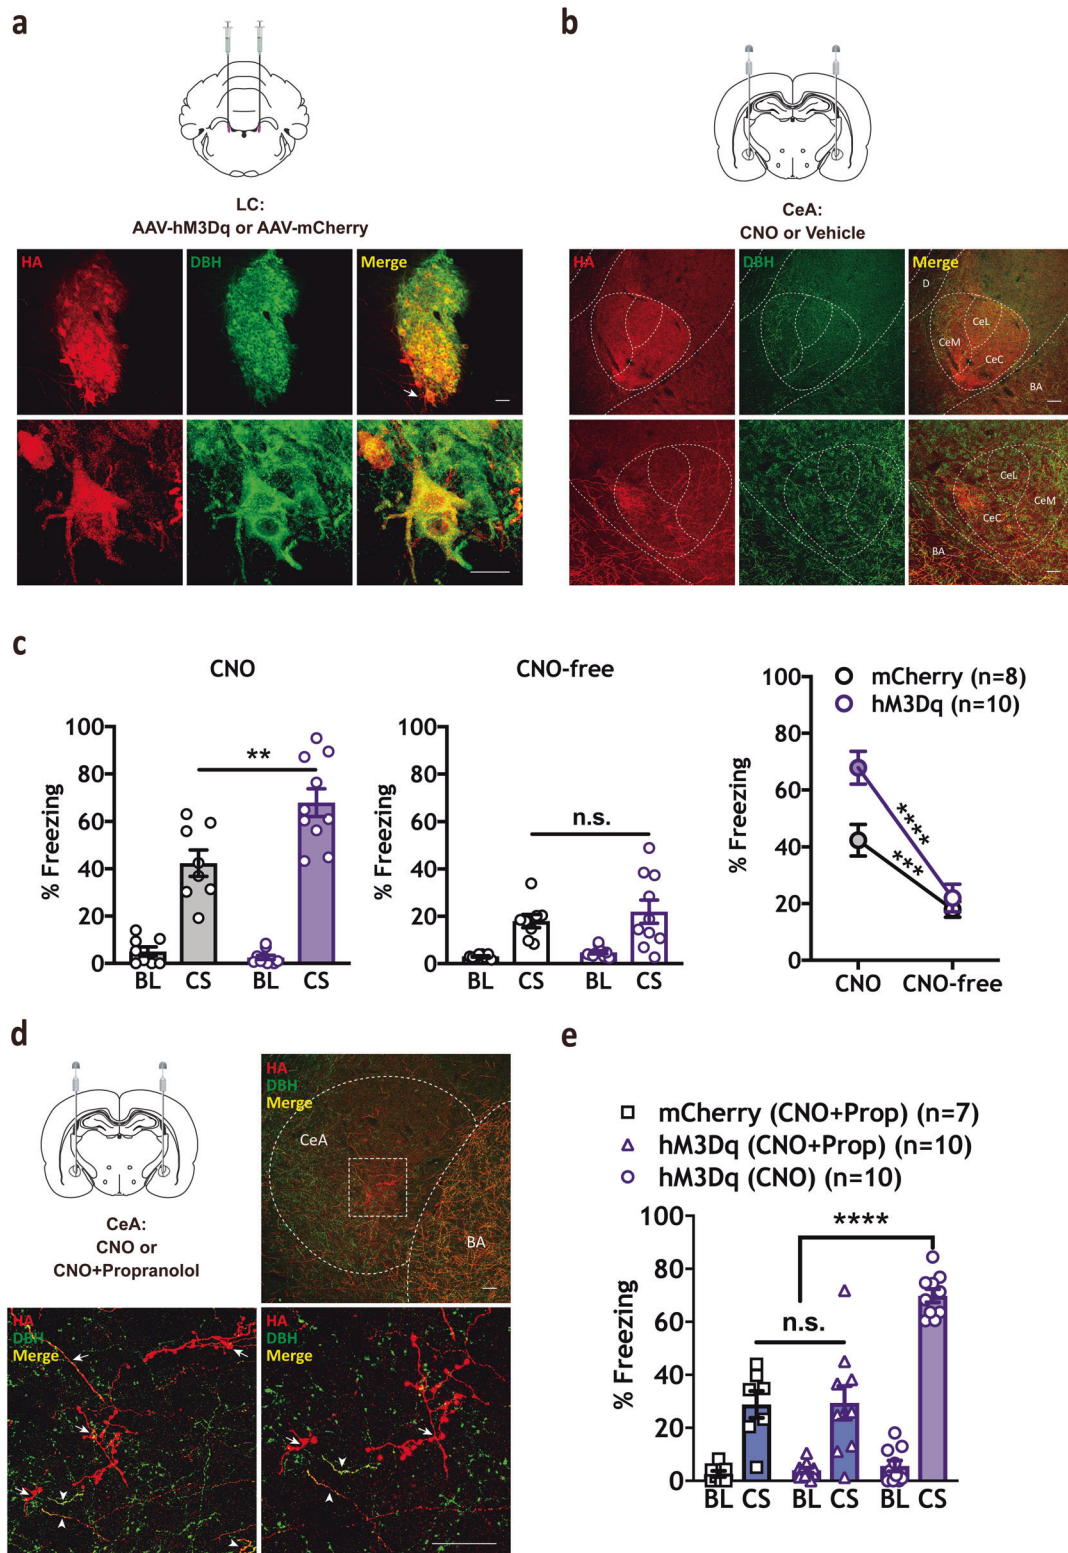 a
LC:
AAV-hM3Dq or AAV-mCherry
HA
DBH
Merge
b
CeA:
CNO or Vehicle
HA
DBH
Merge
D
CeL
CeM
CeC
BA
CeL
CeM
CeC
BA
c
CNO
% Freezing
100
80
60
40
20
0
**
BL CS BL CS
CNO-free
% Freezing
100
80
60
40
20
0
n.s.
BL CS BL CS
mCherry (n=8)
hM3Dq (n=10)
% Freezing
100
80
60
40
20
0
****
***
CNO CNO-free
d
CeA:
CNO or
CNO+Propranolol
HA
DBH
Merge
CeA
BA
HA
DBH
Merge
HA
DBH
Merge
e
mCherry (CNO+Prop) (n=7)
hM3Dq (CNO+Prop) (n=10)
hM3Dq (CNO) (n=10)
% Freezing
100
80
60
40
20
0
****
n.s.
BL CS BL CS BL CS